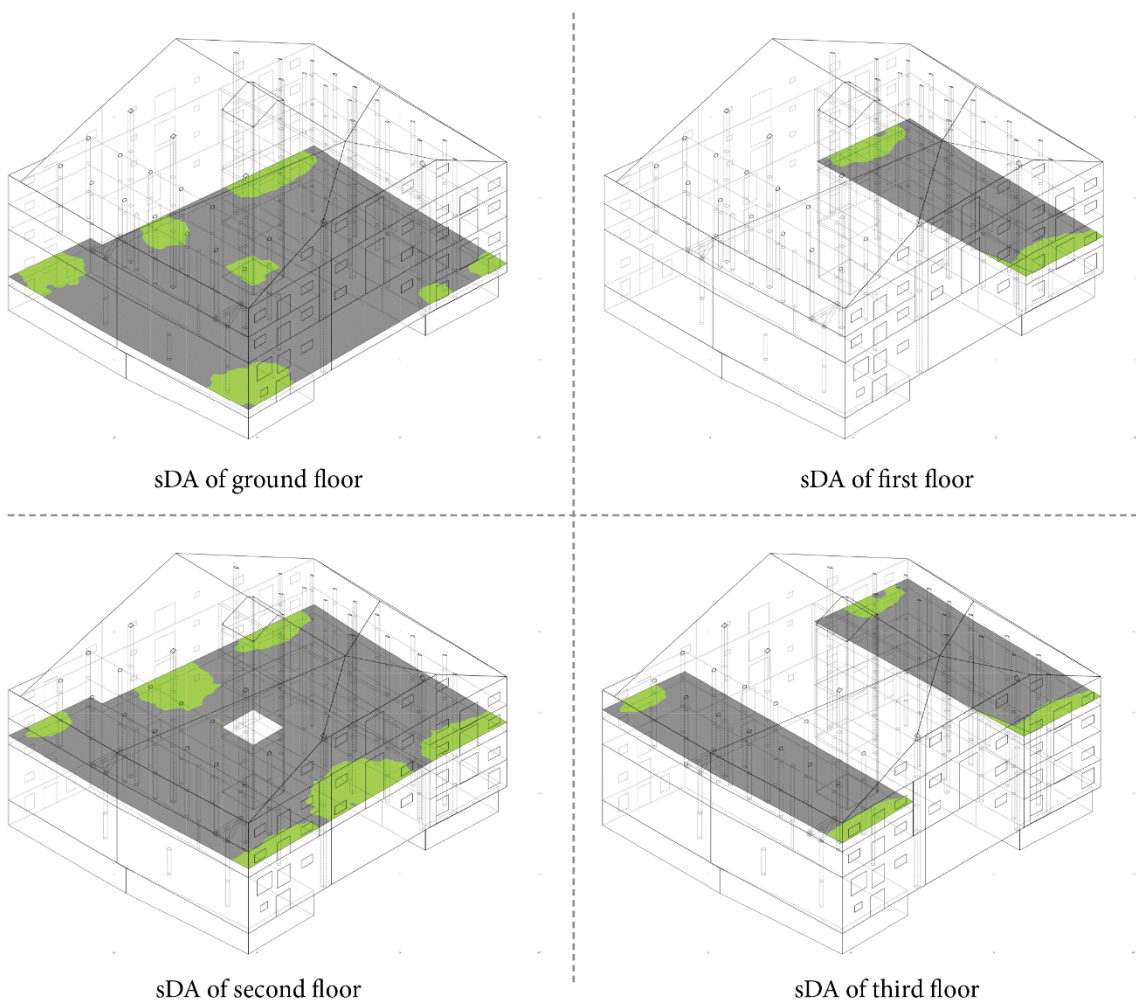 sDA of ground floor
sDA of first floor
sDA of second floor
sDA of third floor